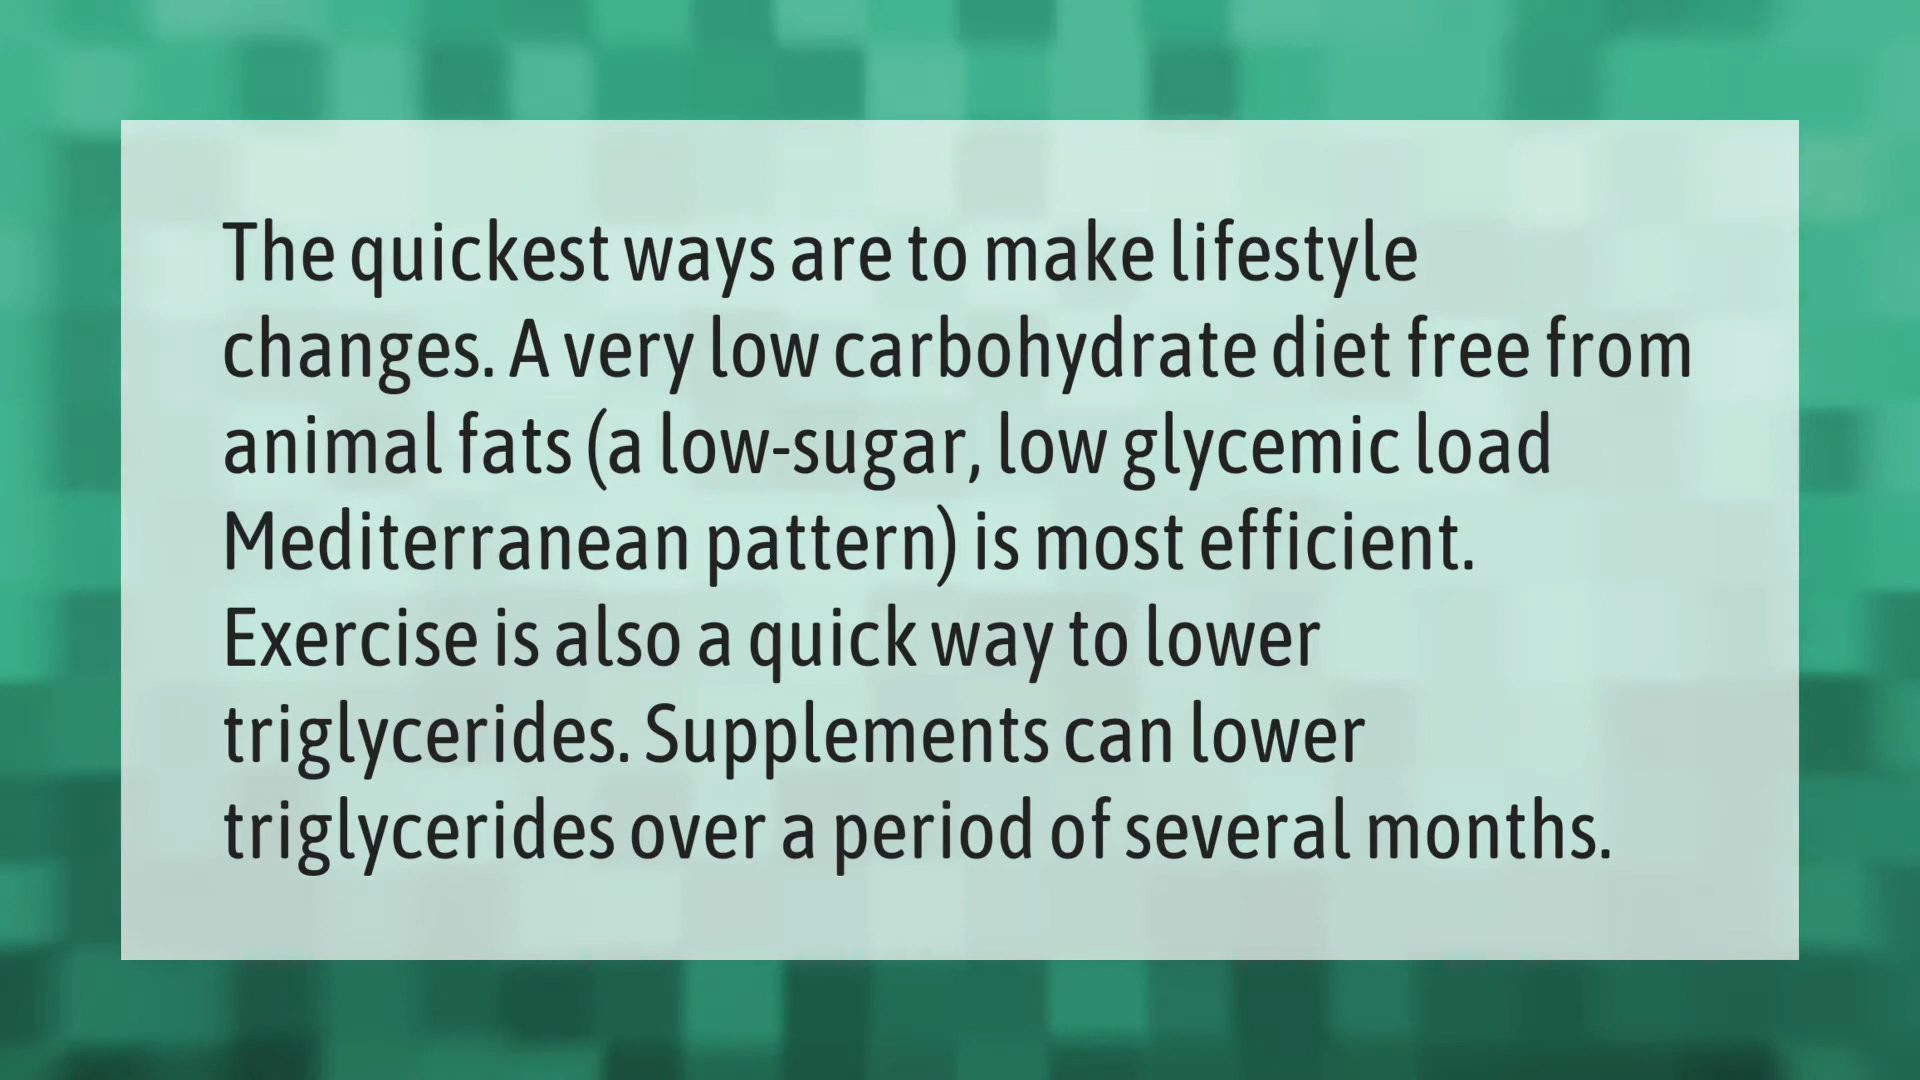 The quickest ways are to make lifestyle
changes. A very low carbohydrate diet free from
animal fats (a low-sugar, low glycemic load
Mediterranean pattern) is most efficient.
Exercise is also a quick way to lower
triglycerides. Supplements can lower
triglycerides over a period of several months.